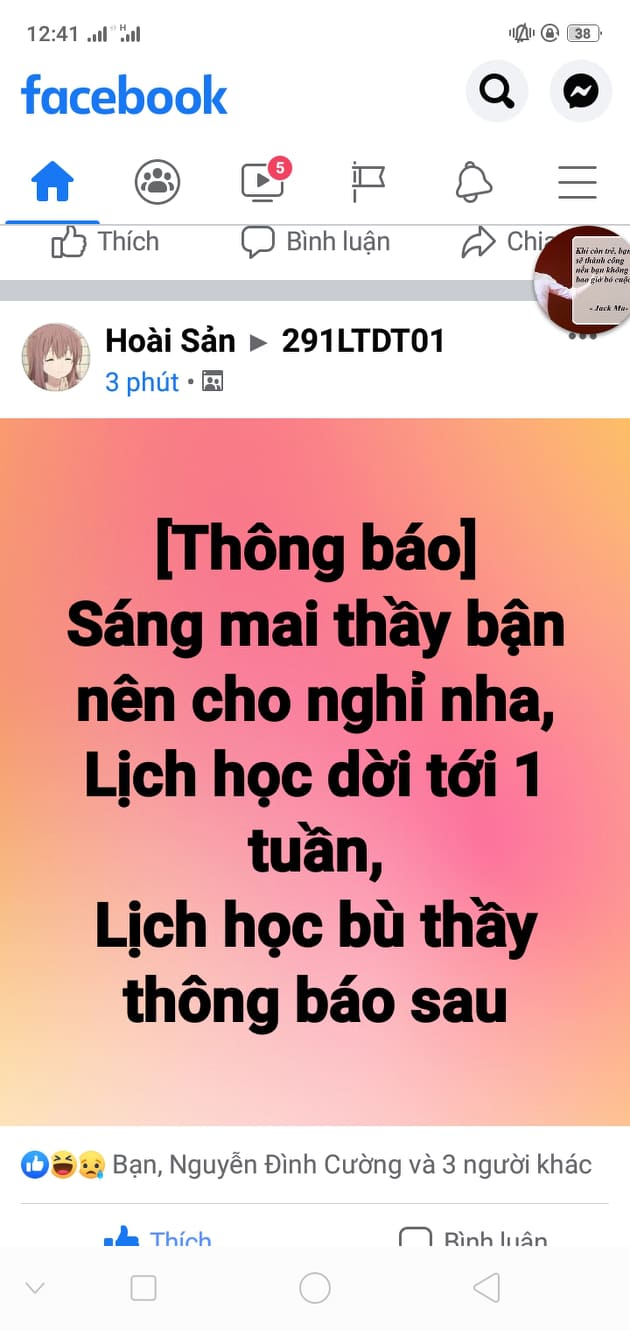 12:41 H 38
facebook
5
Thích Bình luận Chia
Khi còn trẻ, bạn
sẽ thành công
nếu bạn không
bao giờ bỏ cuộc
- Jack Ma-
Hoài Sản ▸ 291LTDT01
3 phút •
[Thông báo]
Sáng mai thầy bận
nên cho nghỉ nha,
Lịch học dời tới 1
tuần,
Lịch học bù thầy
thông báo sau
Bạn, Nguyễn Đình Cường và 3 người khác
Thích Bình luận